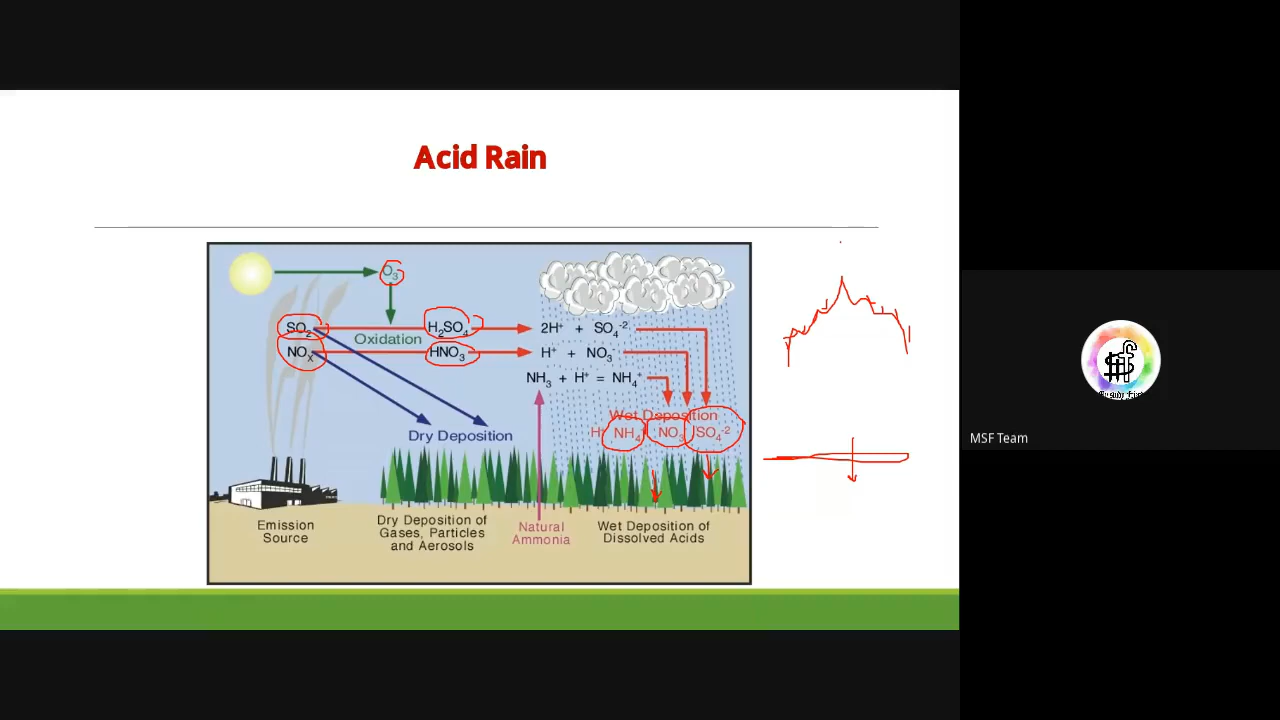 Acid Rain
O₃
SO₂
Oxidation
H₂SO₄
2H⁺ + SO₄⁻²
NOₓ
HNO₃
H⁺ + NO₃⁻
NH₃ + H⁺ = NH₄⁺
Wet Deposition
H⁺ NH₄ NO₃ SO₄⁻²
Dry Deposition
Emission
Source
Dry Deposition of
Gases, Particles
and Aerosols
Natural
Ammonia
Wet Deposition of
Dissolved Acids
MSF Team